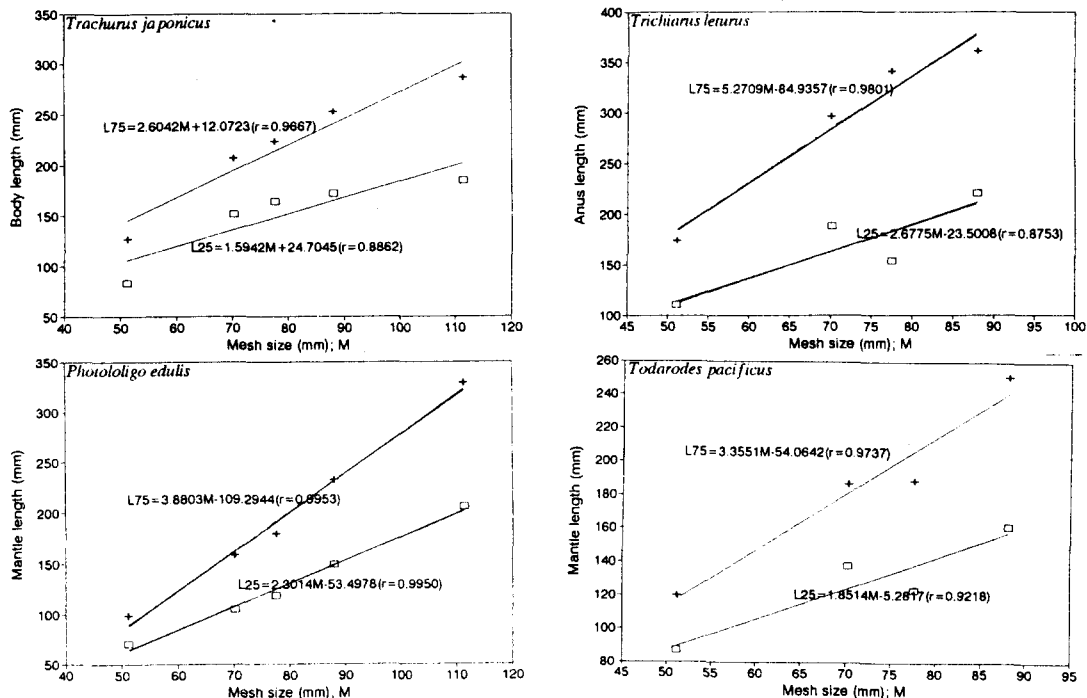 Trachurus japonicus
350
300
250
200
150
100
50
Body length (mm)
L75=2.6042M+12.0723(r=0.9667)
L25=1.5942M+24.7045(r=0.8862)
40 50 60 70 80 90 100 110 120
Mesh size (mm); M
Trichiarus leturus
400
350
300
250
200
150
100
Anus length (mm)
L75=5.2709M-84.9357(r=0.9801)
L25=2.6775M-23.5008(r=0.8753)
45 50 55 60 65 70 75 80 85 90 95 100
Mesh size (mm); M
Photololigo edulis
350
300
250
200
150
100
50
Mantle length (mm)
L75=3.8803M-109.2944(r=0.9953)
L25=2.3014M-53.4978(r=0.9950)
40 50 60 70 80 90 100 110 120
Mesh size (mm); M
Todarodes pacificus
260
240
220
200
180
160
140
120
100
80
Mantle length (mm)
L75=3.3551M-54.0642(r=0.9737)
L25=1.8514M-5.2817(r=0.9218)
45 50 55 60 65 70 75 80 85 90 95
Mesh size (mm); M